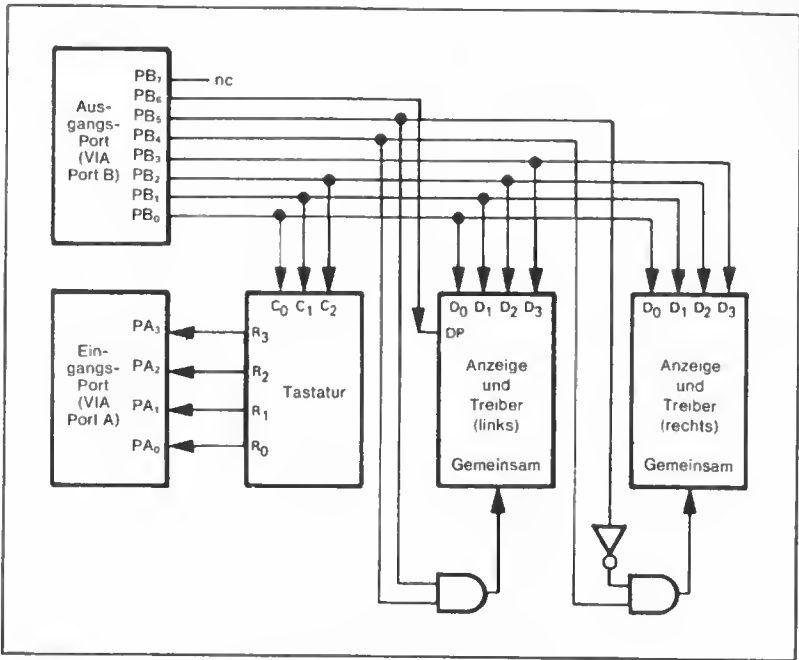 PB₇
nc
PB₆
PB₅
PB₄
PB₃
PB₂
PB₁
PB₀
Aus-
gangs-
Port
(VIA
Port B)
C₀ C₁ C₂
D₀ D₁ D₂ D₃
D₀ D₁ D₂ D₃
PA₃
PA₂
PA₁
PA₀
Ein-
gangs-
Port
(VIA
Port A)
R₃
R₂
R₁
R₀
Tastatur
DP
Anzeige
und
Treiber
(links)
Gemeinsam
Anzeige
und
Treiber
(rechts)
Gemeinsam